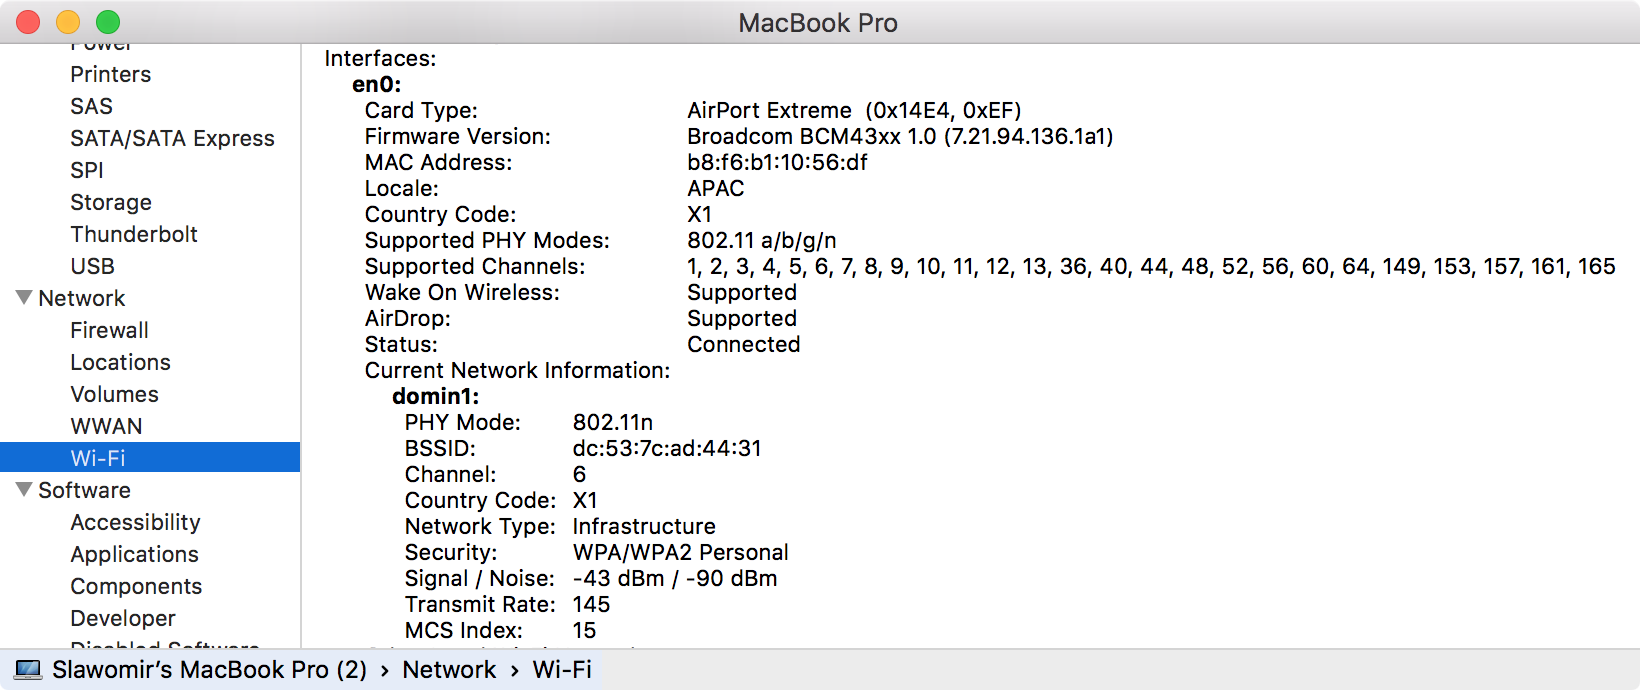 MacBook Pro
Power
Printers
SAS
SATA/SATA Express
SPI
Storage
Thunderbolt
USB
Network
Firewall
Locations
Volumes
WWAN
Wi-Fi
Software
Accessibility
Applications
Components
Developer
Disabled Software
Interfaces:
en0:
Card Type: AirPort Extreme (0x14E4, 0xEF)
Firmware Version: Broadcom BCM43xx 1.0 (7.21.94.136.1a1)
MAC Address: b8:f6:b1:10:56:df
Locale: APAC
Country Code: X1
Supported PHY Modes: 802.11 a/b/g/n
Supported Channels: 1, 2, 3, 4, 5, 6, 7, 8, 9, 10, 11, 12, 13, 36, 40, 44, 48, 52, 56, 60, 64, 149, 153, 157, 161, 165
Wake On Wireless: Supported
AirDrop: Supported
Status: Connected
Current Network Information:
domin1:
PHY Mode: 802.11n
BSSID: dc:53:7c:ad:44:31
Channel: 6
Country Code: X1
Network Type: Infrastructure
Security: WPA/WPA2 Personal
Signal / Noise: -43 dBm / -90 dBm
Transmit Rate: 145
MCS Index: 15
Slawomir’s MacBook Pro (2) › Network › Wi-Fi